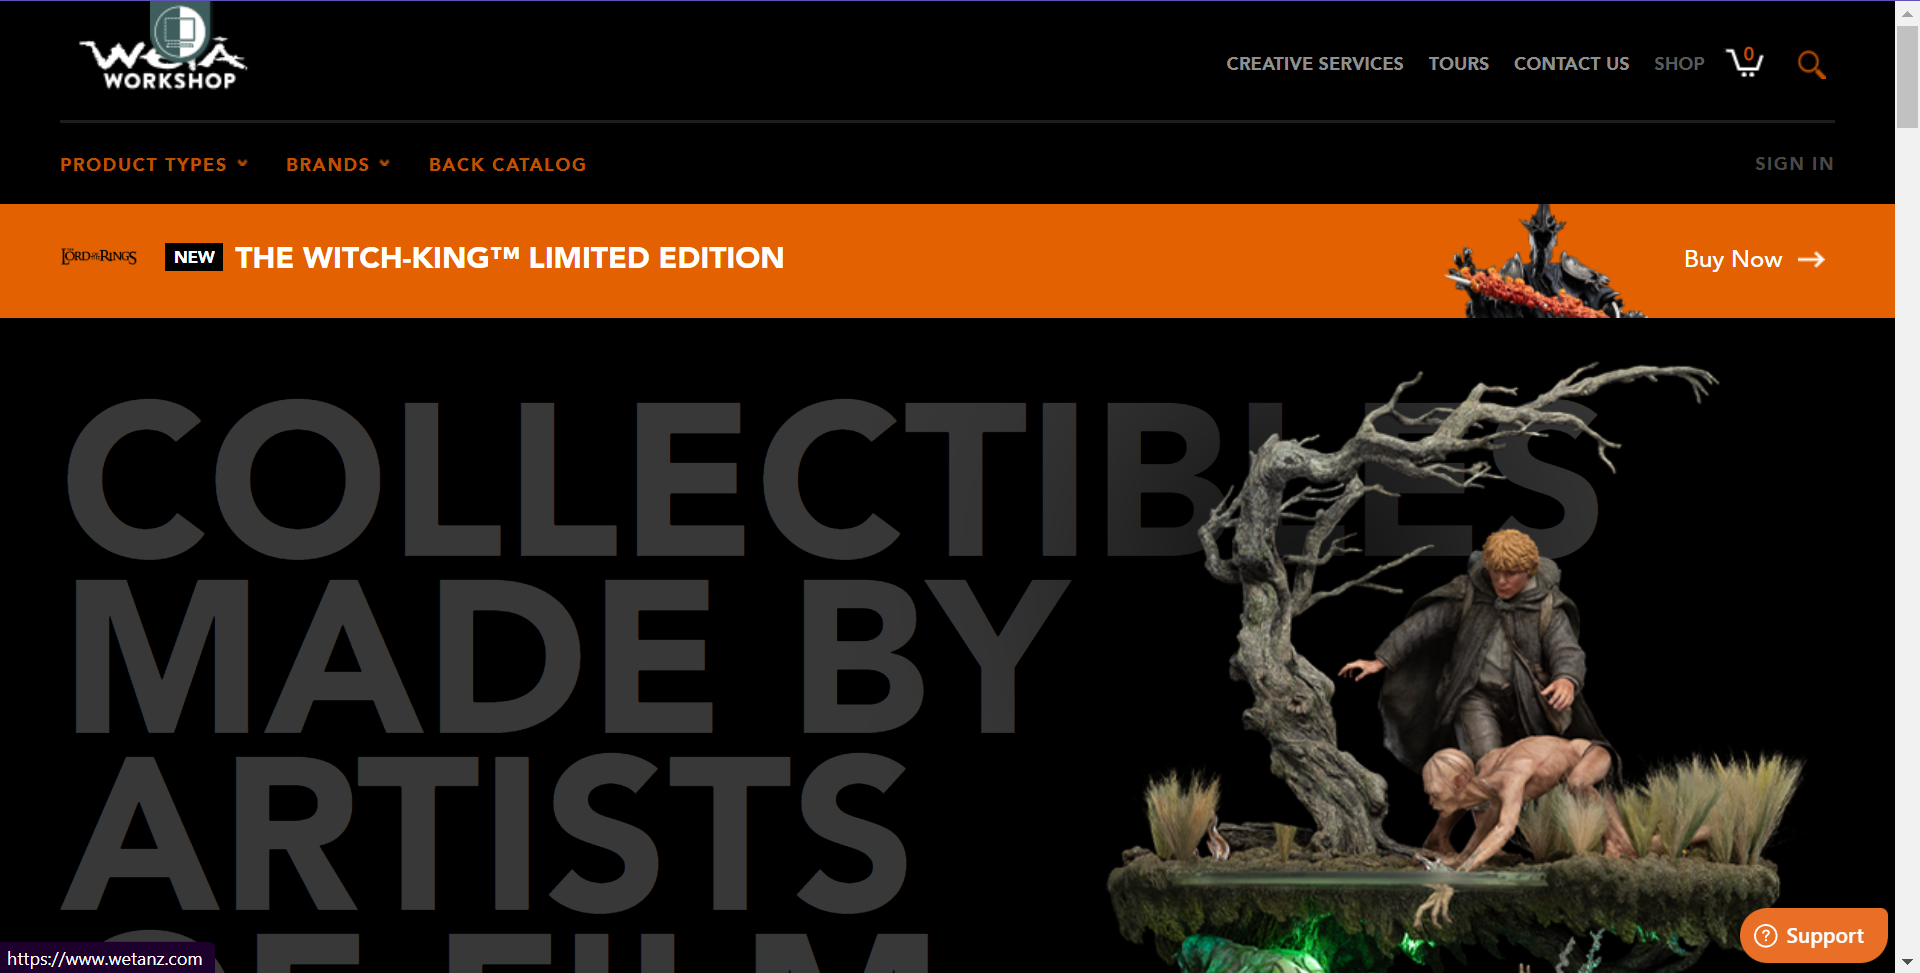 WETA
WORKSHOP
CREATIVE SERVICES TOURS CONTACT US SHOP 0
PRODUCT TYPES BRANDS BACK CATALOG SIGN IN
THE LORD OF THE RINGS NEW THE WITCH-KING™ LIMITED EDITION Buy Now →
COLLECTIBLES
MADE BY
ARTISTS
OF FILM
? Support
https://www.wetanz.com